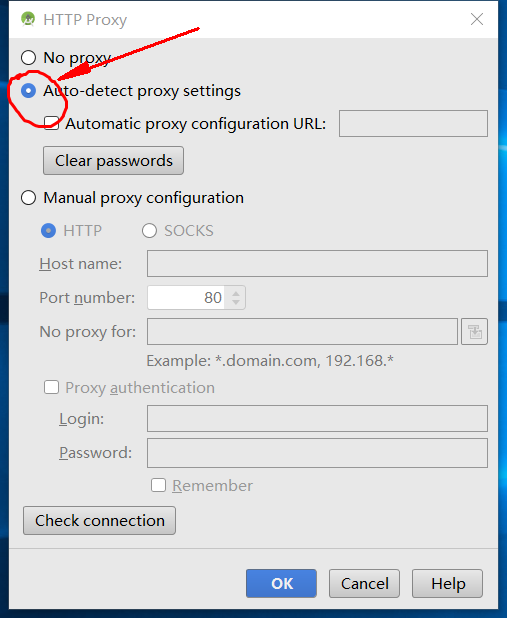 HTTP Proxy
No proxy
Auto-detect proxy settings
Automatic proxy configuration URL:
Clear passwords
Manual proxy configuration
HTTP SOCKS
Host name:
Port number: 80
No proxy for:
Example: *.domain.com, 192.168.*
Proxy authentication
Login:
Password:
Remember
Check connection
OK Cancel Help